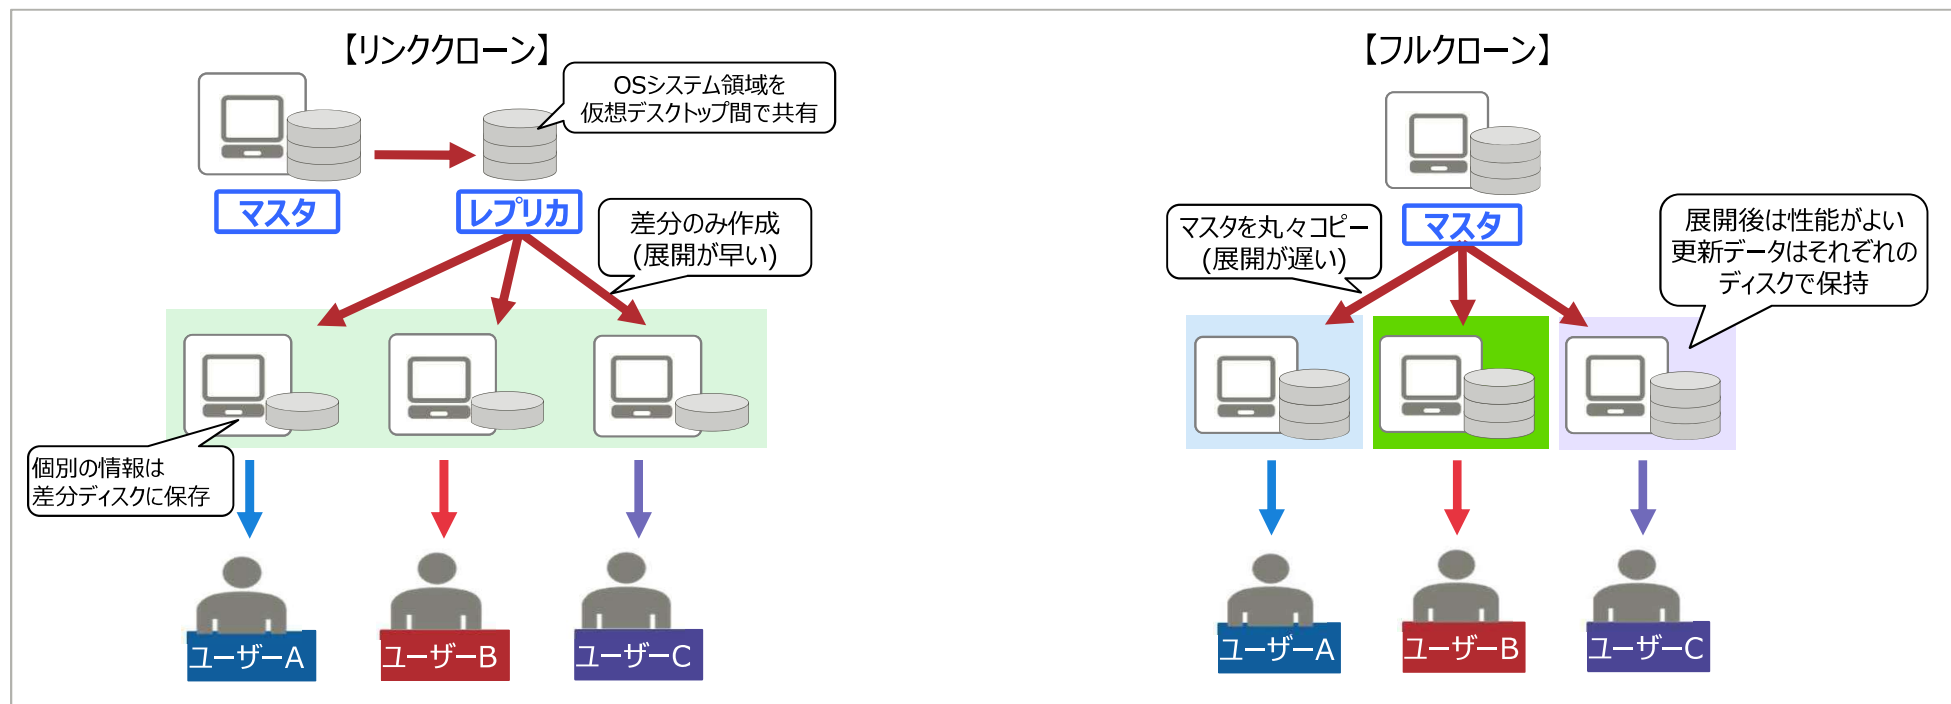 【リンククローン】
OSシステム領域を
仮想デスクトップ間で共有
マスタ
レプリカ
差分のみ作成
(展開が早い)
個別の情報は
差分ディスクに保存
ユーザーA
ユーザーB
ユーザーC
【フルクローン】
マスタを丸々コピー
(展開が遅い)
マスタ
展開後は性能がよい
更新データはそれぞれの
ディスクで保持
ユーザーA
ユーザーB
ユーザーC